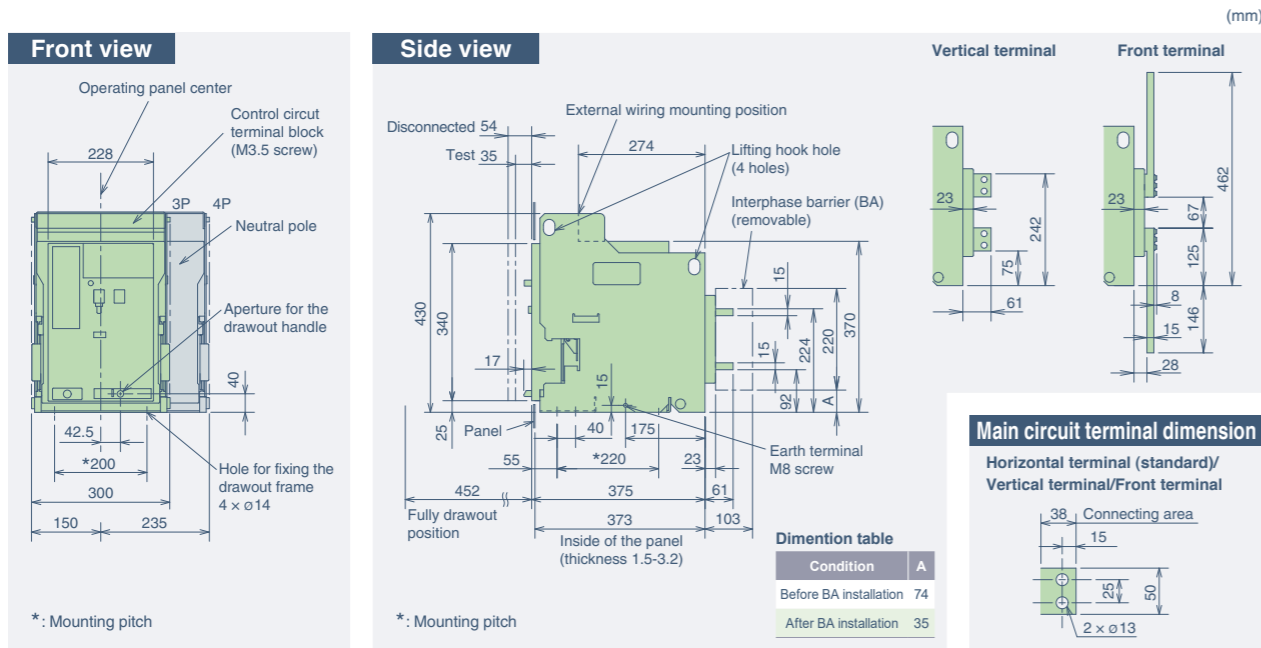 (mm)
Front view
Operating panel center
Control circut
terminal block
(M3.5 screw)
228
3P 4P
Neutral pole
Aperture for the
drawout handle
40
42.5
*200
Hole for fixing the
drawout frame
4 × ø14
300
150
235
*: Mounting pitch
Side view
External wiring mounting position
Disconnected 54
Test 35
274
Lifting hook hole
(4 holes)
Interphase barrier (BA)
(removable)
15
430
340
370
220
224
17
15
15
92
A
25
Panel
40
175
Earth terminal
M8 screw
55
*220
23
452
375
61
Fully drawout
position
373
103
Inside of the panel
(thickness 1.5-3.2)
*: Mounting pitch
Dimention table
Condition A
Before BA installation 74
After BA installation 35
Vertical terminal
23
242
75
61
Front terminal
462
23
67
125
8
146
15
28
Main circuit terminal dimension
Horizontal terminal (standard)/
Vertical terminal/Front terminal
38 Connecting area
15
25
50
2 × ø13